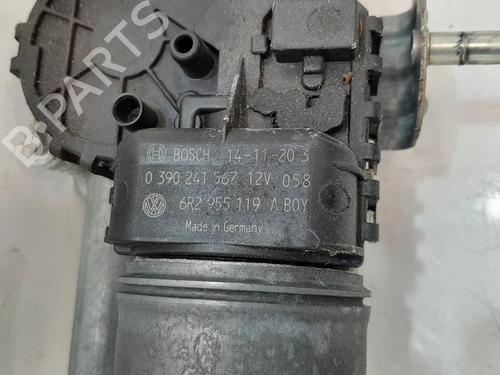 B-PARTS
BOSCH 14-11-20 3
0 390 241 567 12V 058
6R2 955 119 A BOY
Made in Germany